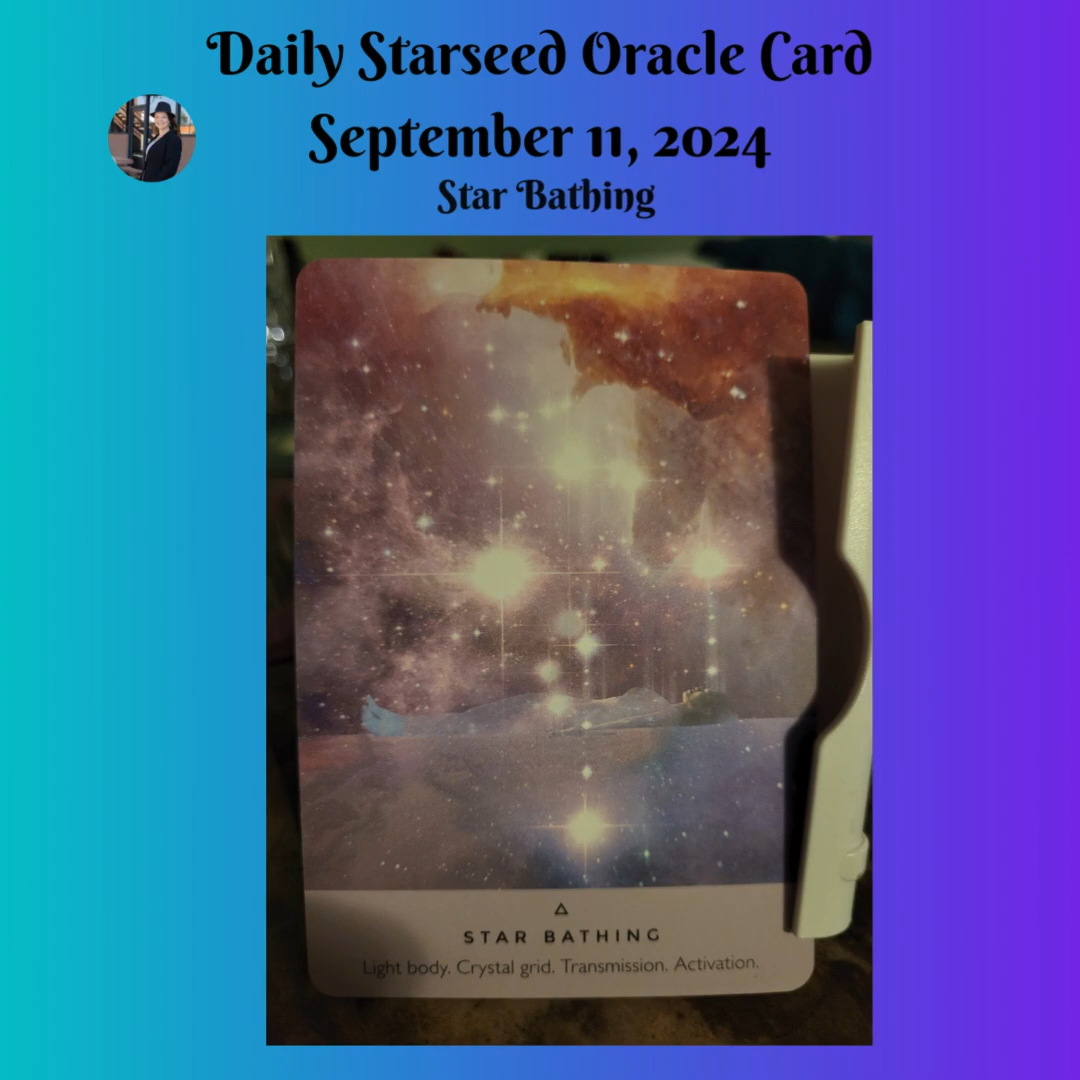 Daily Starseed Oracle Card
September 11, 2024
Star Bathing
STAR BATHING
Light body. Crystal grid. Transmission. Activation.